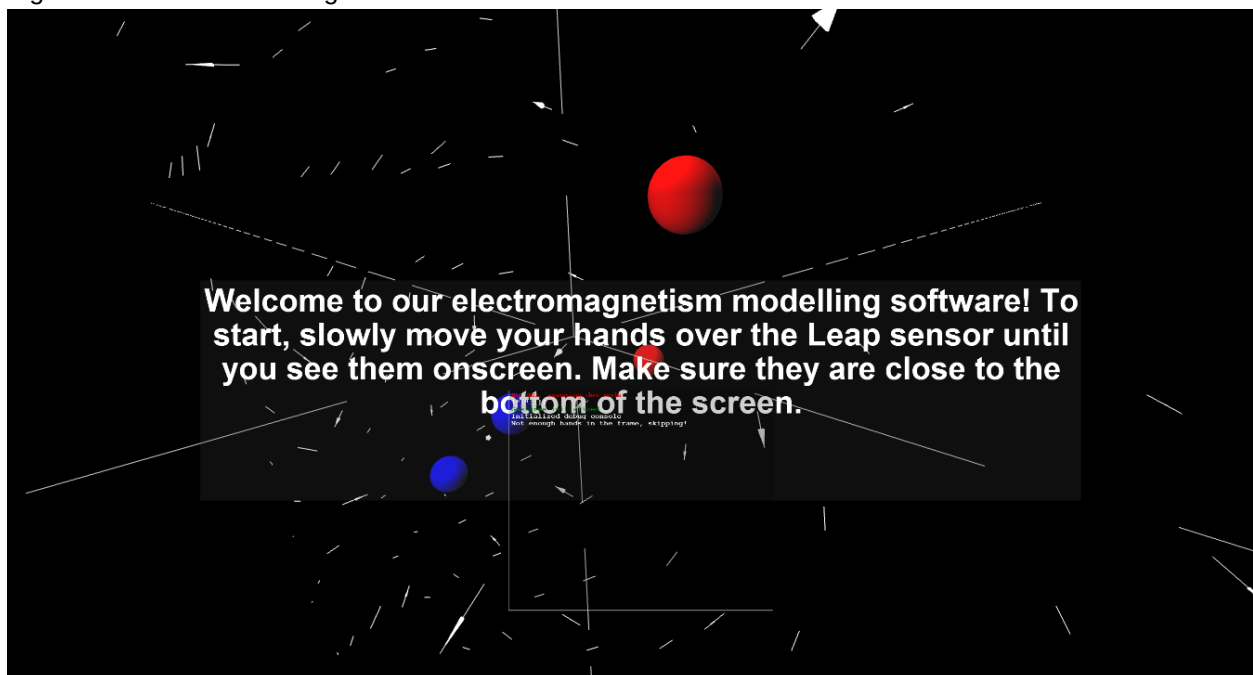 Welcome to our electromagnetism modelling software! To
start, slowly move your hands over the Leap sensor until
you see them onscreen. Make sure they are close to the
bottom of the screen.
Initialized debug console
Not enough hands in the frame, skipping!